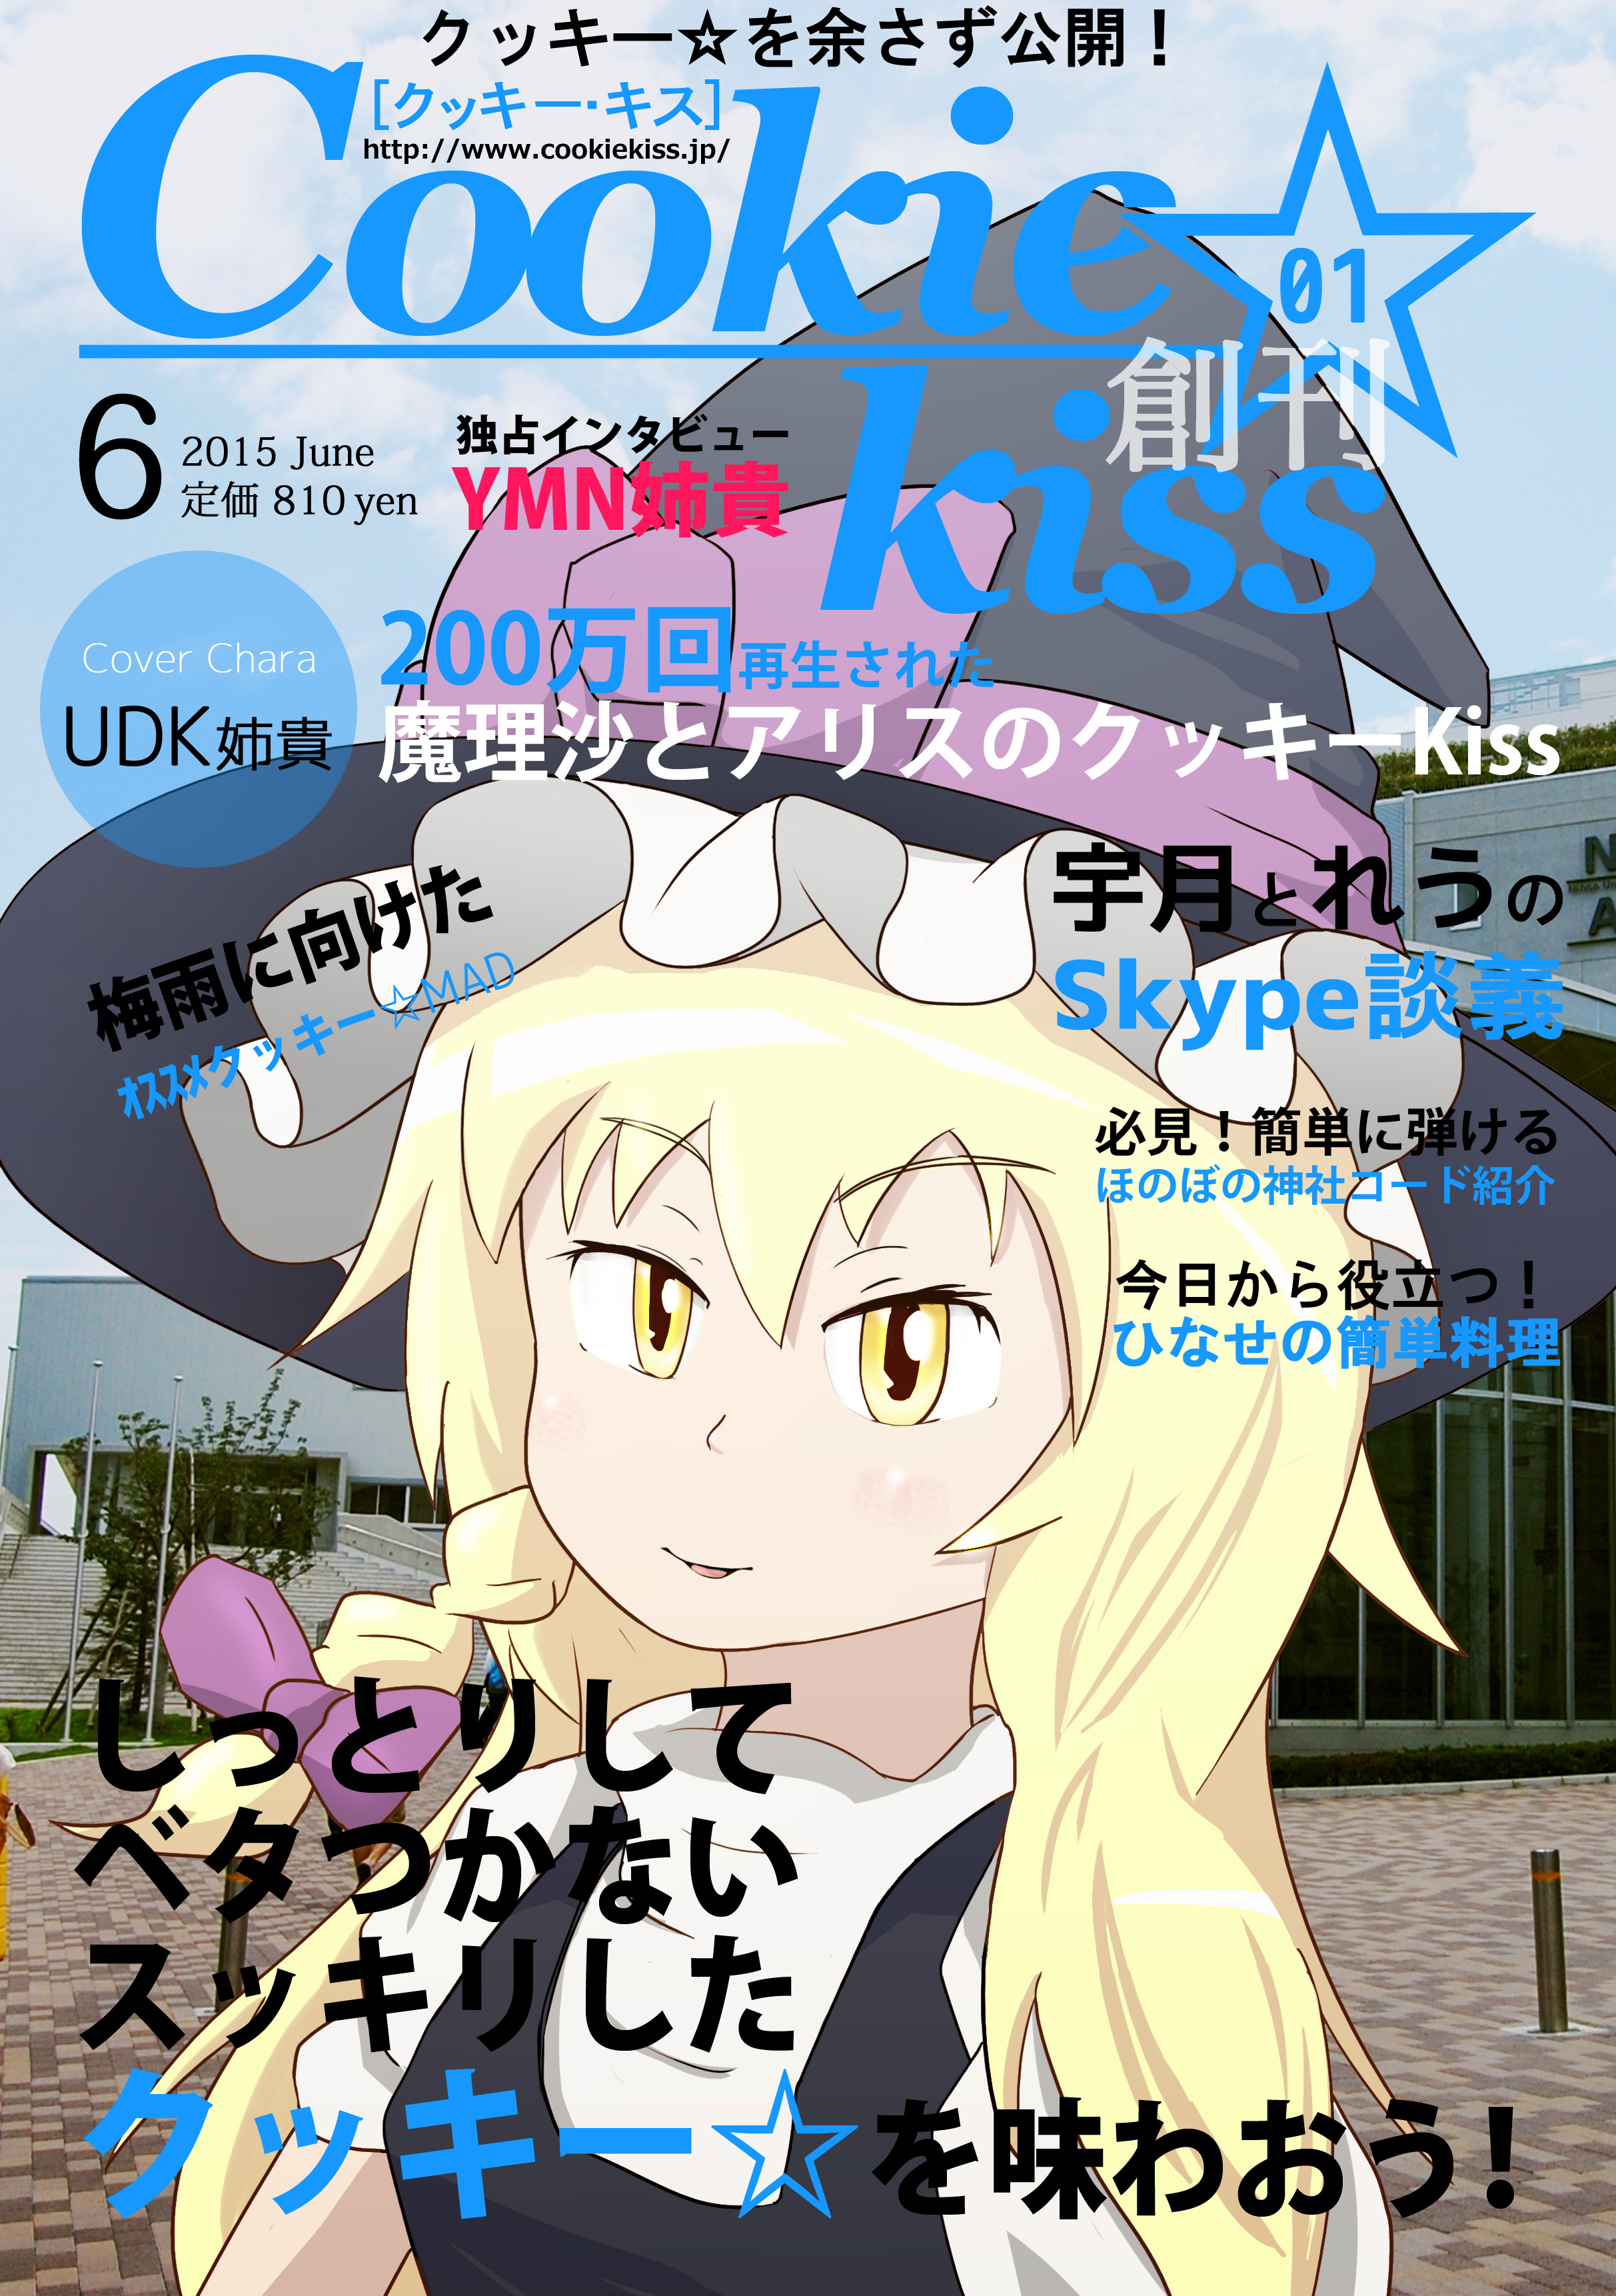 クッキー☆を余さず公開！
Cookie☆
[クッキー・キス]
http://www.cookiekiss.jp/
01
創刊
kiss
6
2015 June
定価 810 yen
独占インタビュー
YMN姉貴
Cover Chara
UDK姉貴
200万回再生された
魔理沙とアリスのクッキーKiss
宇月とれうの
Skype談義
梅雨に向けた
ｵｽｽﾒクッキー☆MAD
必見！簡単に弾ける
ほのぼの神社コード紹介
今日から役立つ！
ひなせの簡単料理
しっとりして
ベタつかない
スッキリした
クッキー☆を味わおう!